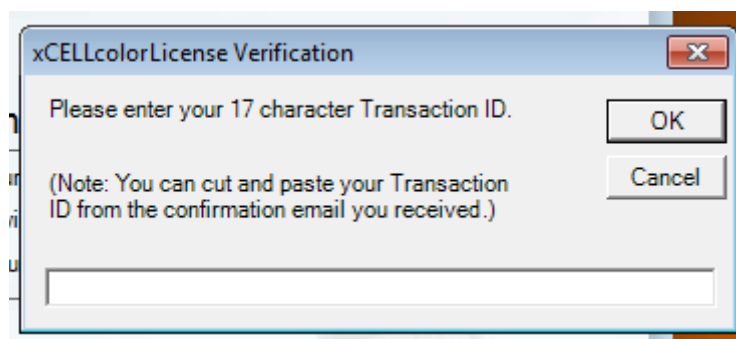 xCELLcolorLicense Verification
Please enter your 17 character Transaction ID.
OK
(Note: You can cut and paste your Transaction
ID from the confirmation email you received.)
Cancel